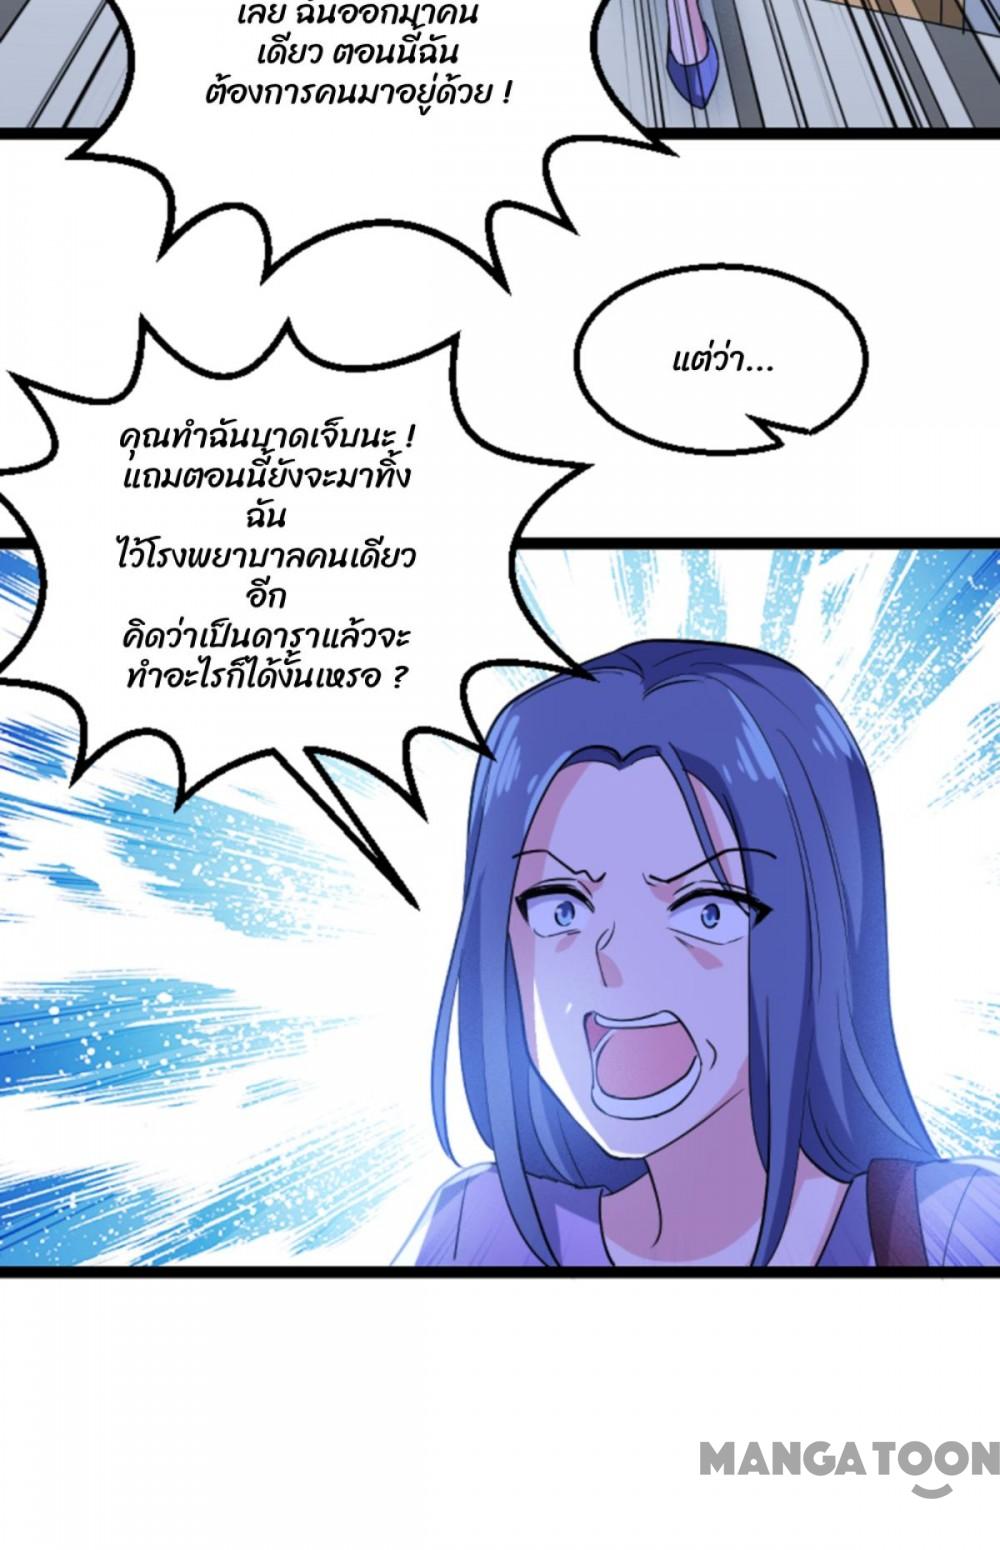 เลย ฉันออกมาคน
เดียว ตอนนี้ฉัน
ต้องการคนมาอยู่ด้วย !
แต่ว่า...
คุณทำฉันบาดเจ็บนะ !
แถมตอนนี้ยังจะมาทิ้ง
ฉัน
ไว้โรงพยาบาลคนเดียว
อีก
คิดว่าเป็นดาราแล้วจะ
ทำอะไรก็ได้งั้นเหรอ ?
MANGATOON